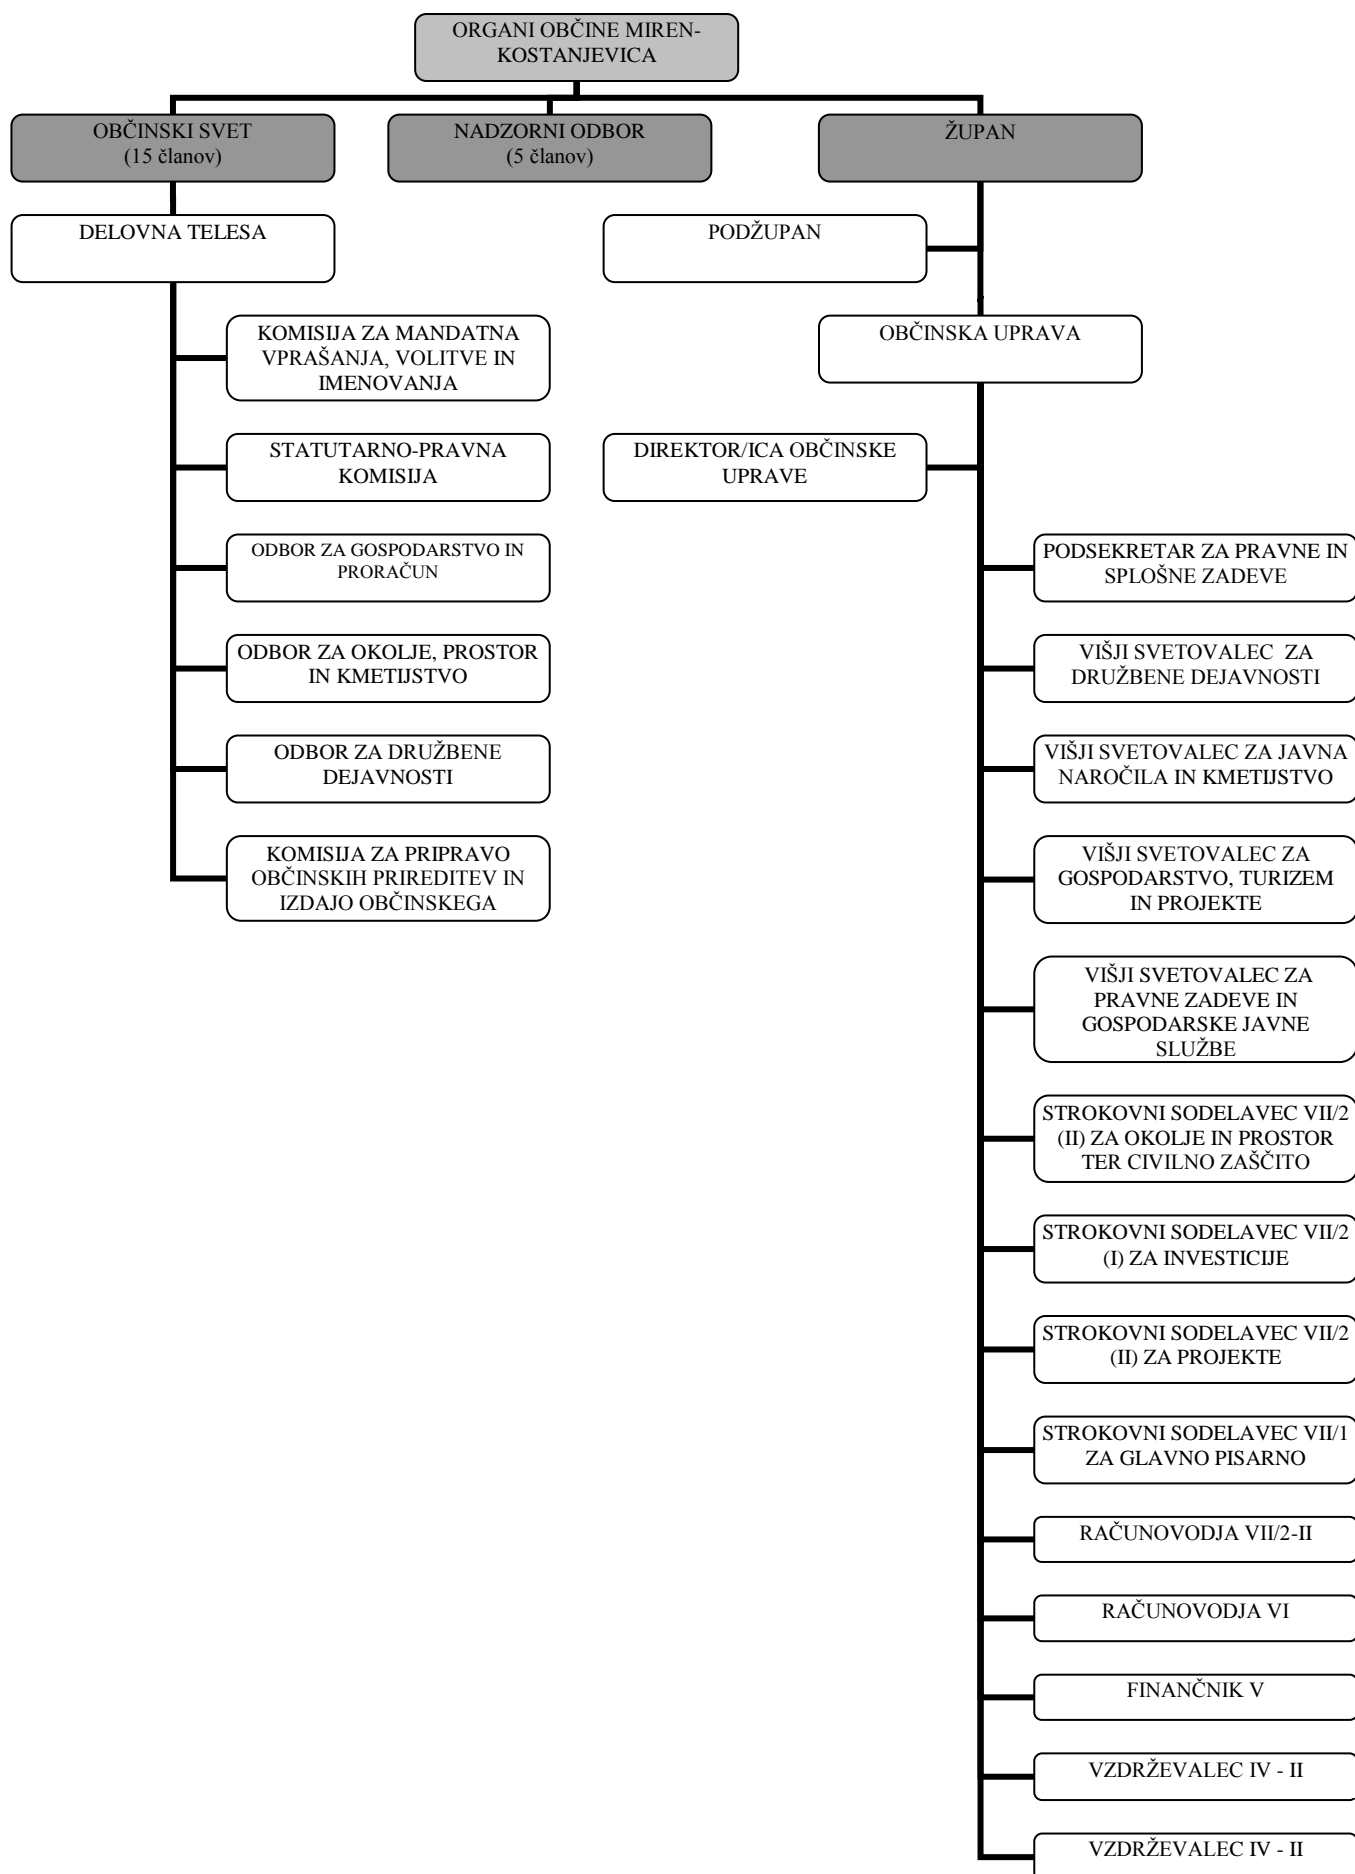 ORGANI OBČINE MIREN-
KOSTANJEVICA
OBČINSKI SVET
(15 članov)
NADZORNI ODBOR
(5 članov)
ŽUPAN
DELOVNA TELESA
PODŽUPAN
KOMISIJA ZA MANDATNA
VPRAŠANJA, VOLITVE IN
IMENOVANJA
STATUTARNO-PRAVNA
KOMISIJA
ODBOR ZA GOSPODARSTVO IN
PRORAČUN
ODBOR ZA OKOLJE, PROSTOR
IN KMETIJSTVO
ODBOR ZA DRUŽBENE
DEJAVNOSTI
KOMISIJA ZA PRIPRAVO
OBČINSKIH PRIREDITEV IN
IZDAJO OBČINSKEGA
OBČINSKA UPRAVA
DIREKTOR/ICA OBČINSKE
UPRAVE
PODSEKRETAR ZA PRAVNE IN
SPLOŠNE ZADEVE
VIŠJI SVETOVALEC ZA
DRUŽBENE DEJAVNOSTI
VIŠJI SVETOVALEC ZA JAVNA
NAROČILA IN KMETIJSTVO
VIŠJI SVETOVALEC ZA
GOSPODARSTVO, TURIZEM
IN PROJEKTE
VIŠJI SVETOVALEC ZA
PRAVNE ZADEVE IN
GOSPODARSKE JAVNE
SLUŽBE
STROKOVNI SODELAVEC VII/2
(II) ZA OKOLJE IN PROSTOR
TER CIVILNO ZAŠČITO
STROKOVNI SODELAVEC VII/2
(I) ZA INVESTICIJE
STROKOVNI SODELAVEC VII/2
(II) ZA PROJEKTE
STROKOVNI SODELAVEC VII/1
ZA GLAVNO PISARNO
RAČUNOVODJA VII/2-II
RAČUNOVODJA VI
FINANČNIK V
VZDRŽEVALEC IV - II
VZDRŽEVALEC IV - II